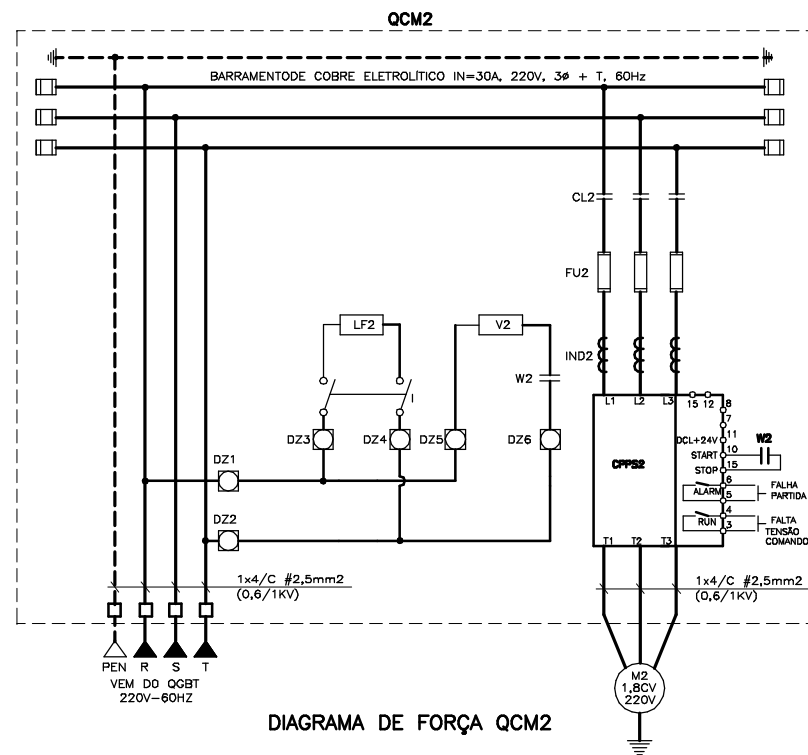 QCM2
BARRAMENTODE COBRE ELETROLÍTICO IN=30A, 220V, 3ø + T, 60Hz
CL2
FU2
LF2
V2
IND2
W2
L1 L2 L3
15 12
8
7
DZ3 DZ4 DZ5 DZ6
DCL+24V 11
START 10
W2
DZ1
CPPS2
STOP 15
ALARM 6
5
FALHA
PARTIDA
DZ2
RUN 4
3
FALTA
TENSÃO
COMANDO
T1 T2 T3
1x4/C #2,5mm2
(0,6/1KV)
1x4/C #2,5mm2
(0,6/1KV)
PEN R S T
VEM DO QGBT
220V-60HZ
M2
1,8CV
220V
DIAGRAMA DE FORÇA QCM2